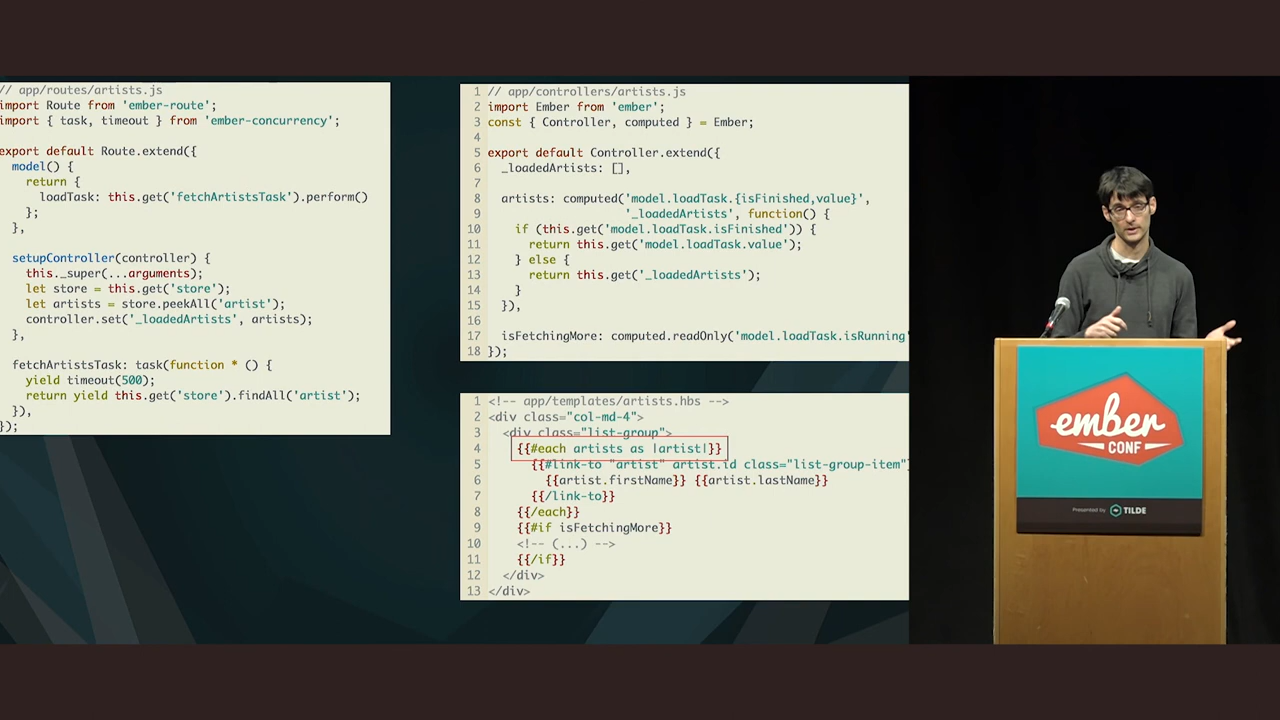 // app/routes/artists.js
import Route from 'ember-route';
import { task, timeout } from 'ember-concurrency';
export default Route.extend({
model() {
return {
loadTask: this.get('fetchArtistsTask').perform()
};
},
setupController(controller) {
this._super(...arguments);
let store = this.get('store');
let artists = store.peekAll('artist');
controller.set('_loadedArtists', artists);
},
fetchArtistsTask: task(function * () {
yield timeout(500);
return yield this.get('store').findAll('artist');
}),
});
1 // app/controllers/artists.js
2 import Ember from 'ember';
3 const { Controller, computed } = Ember;
4
5 export default Controller.extend({
6 _loadedArtists: [],
7
8 artists: computed('model.loadTask.{isFinished,value}',
9 '_loadedArtists', function() {
10 if (this.get('model.loadTask.isFinished')) {
11 return this.get('model.loadTask.value');
12 } else {
13 return this.get('_loadedArtists');
14 }
15 }),
16
17 isFetchingMore: computed.readOnly('model.loadTask.isRunning'
18 });
1 <!-- app/templates/artists.hbs -->
2 <div class="col-md-4">
3 <div class="list-group">
4 {{#each artists as |artist|}}
5 {{#link-to "artist" artist.id class="list-group-item"}
6 {{artist.firstName}} {{artist.lastName}}
7 {{/link-to}}
8 {{/each}}
9 {{#if isFetchingMore}}
10 <!-- (...) -->
11 {{/if}}
12 </div>
13 </div>
ember
CONF
Presented by TILDE